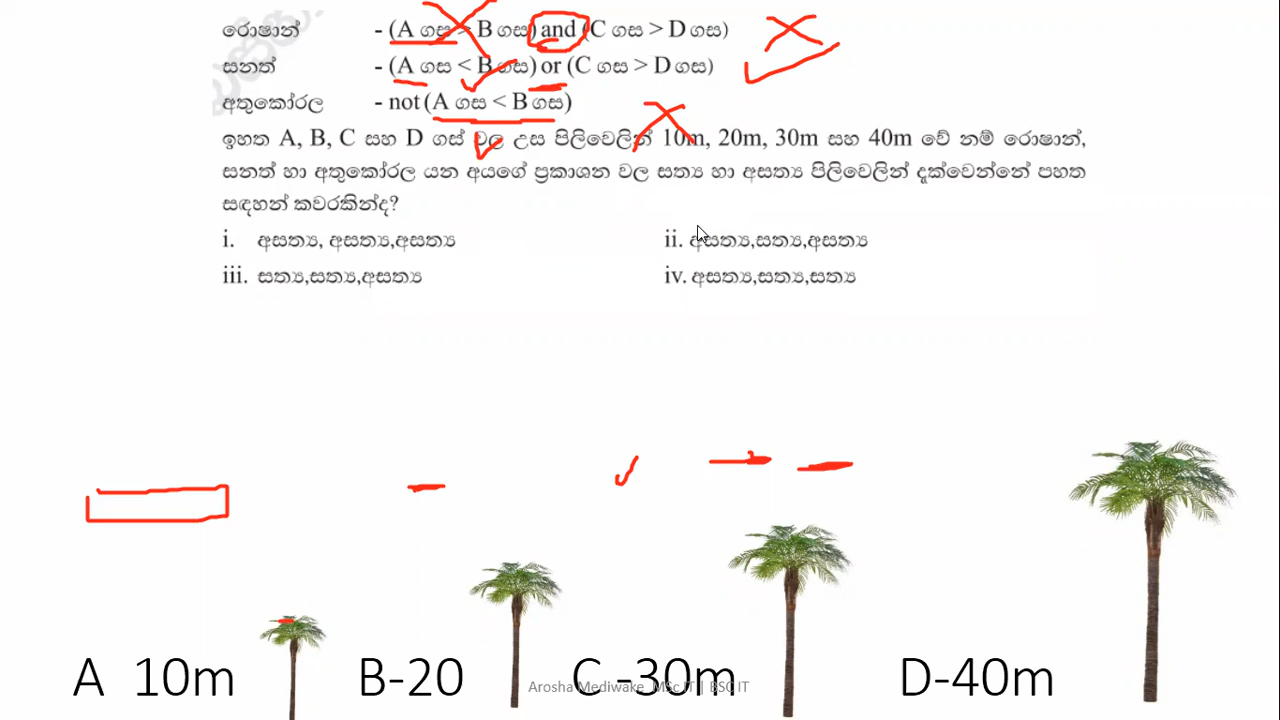 රොෂාන් - (A ගස > B ගස) and (C ගස > D ගස)
සනත් - (A ගස < B ගස) or (C ගස > D ගස)
අතුකෝරල - not (A ගස < B ගස)
ඉහත A, B, C සහ D ගස් වල උස පිලිවෙලින් 10m, 20m, 30m සහ 40m වේ නම් රොෂාන්,
සනත් හා අතුකෝරල යන අයගේ ප්‍රකාශන වල සත්‍ය හා අසත්‍ය පිලිවෙලින් දැක්වෙන්නේ පහත
සඳහන් කවරකින්ද?
i. අසත්‍ය, අසත්‍ය,අසත්‍ය ii. අසත්‍ය,සත්‍ය,අසත්‍ය
iii. සත්‍ය,සත්‍ය,අසත්‍ය iv. අසත්‍ය,සත්‍ය,සත්‍ය
A 10m B-20 C -30m D-40m
Arosha Mediwake MSc IT | BSC IT